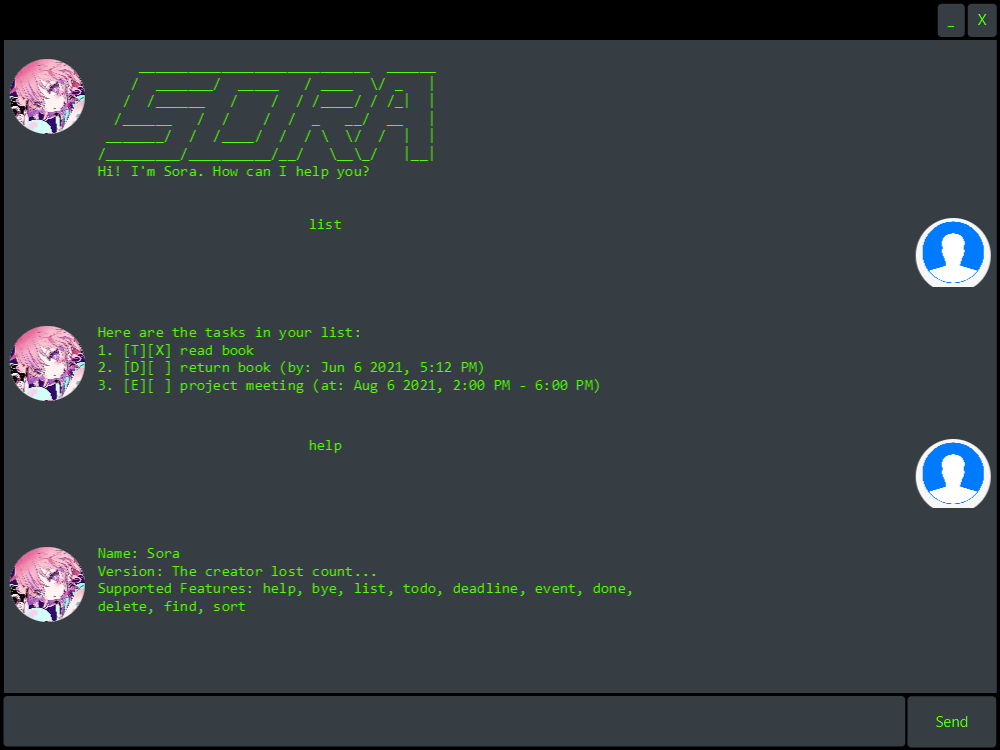 _ X
SORA
Hi! I'm Sora. How can I help you?
list
Here are the tasks in your list:
1. [T][X] read book
2. [D][ ] return book (by: Jun 6 2021, 5:12 PM)
3. [E][ ] project meeting (at: Aug 6 2021, 2:00 PM - 6:00 PM)
help
Name: Sora
Version: The creator lost count...
Supported Features: help, bye, list, todo, deadline, event, done,
delete, find, sort
Send